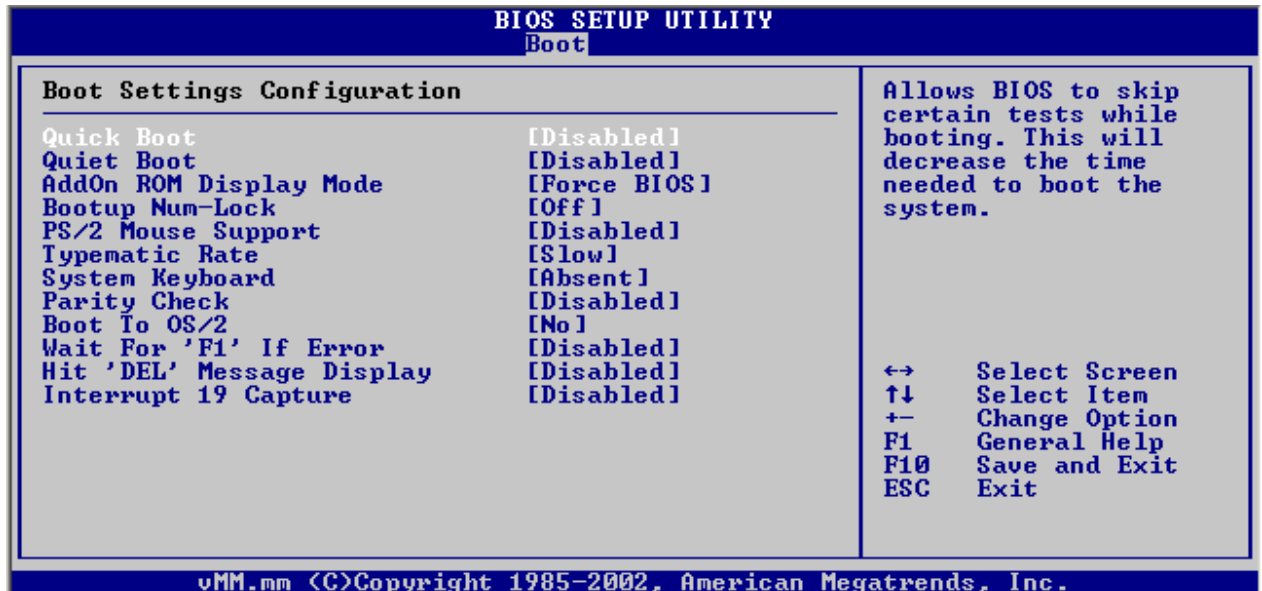 BIOS SETUP UTILITY
Boot
Boot Settings Configuration
Quick Boot [Disabled]
Quiet Boot [Disabled]
AddOn ROM Display Mode [Force BIOS]
Bootup Num-Lock [Off]
PS/2 Mouse Support [Disabled]
Typematic Rate [Slow]
System Keyboard [Absent]
Parity Check [Disabled]
Boot To OS/2 [No]
Wait For 'F1' If Error [Disabled]
Hit 'DEL' Message Display [Disabled]
Interrupt 19 Capture [Disabled]
Allows BIOS to skip
certain tests while
booting. This will
decrease the time
needed to boot the
system.
↔ Select Screen
↑↓ Select Item
+- Change Option
F1 General Help
F10 Save and Exit
ESC Exit
vMM.mm (C)Copyright 1985-2002, American Megatrends, Inc.